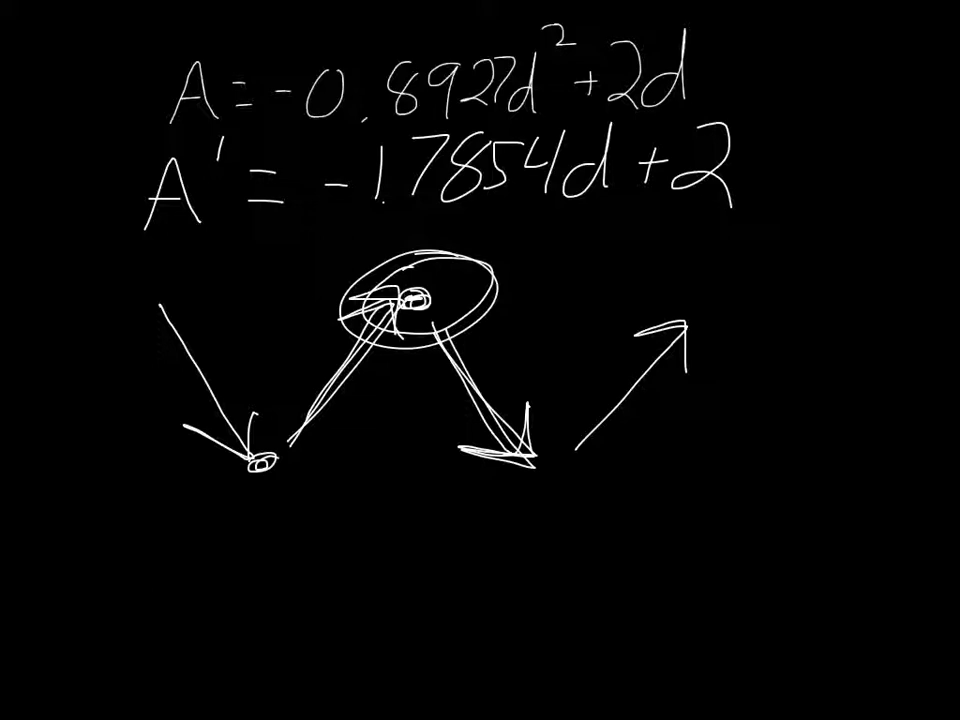 A = -0.8927d² + 2d
A' = -1.7854d + 2